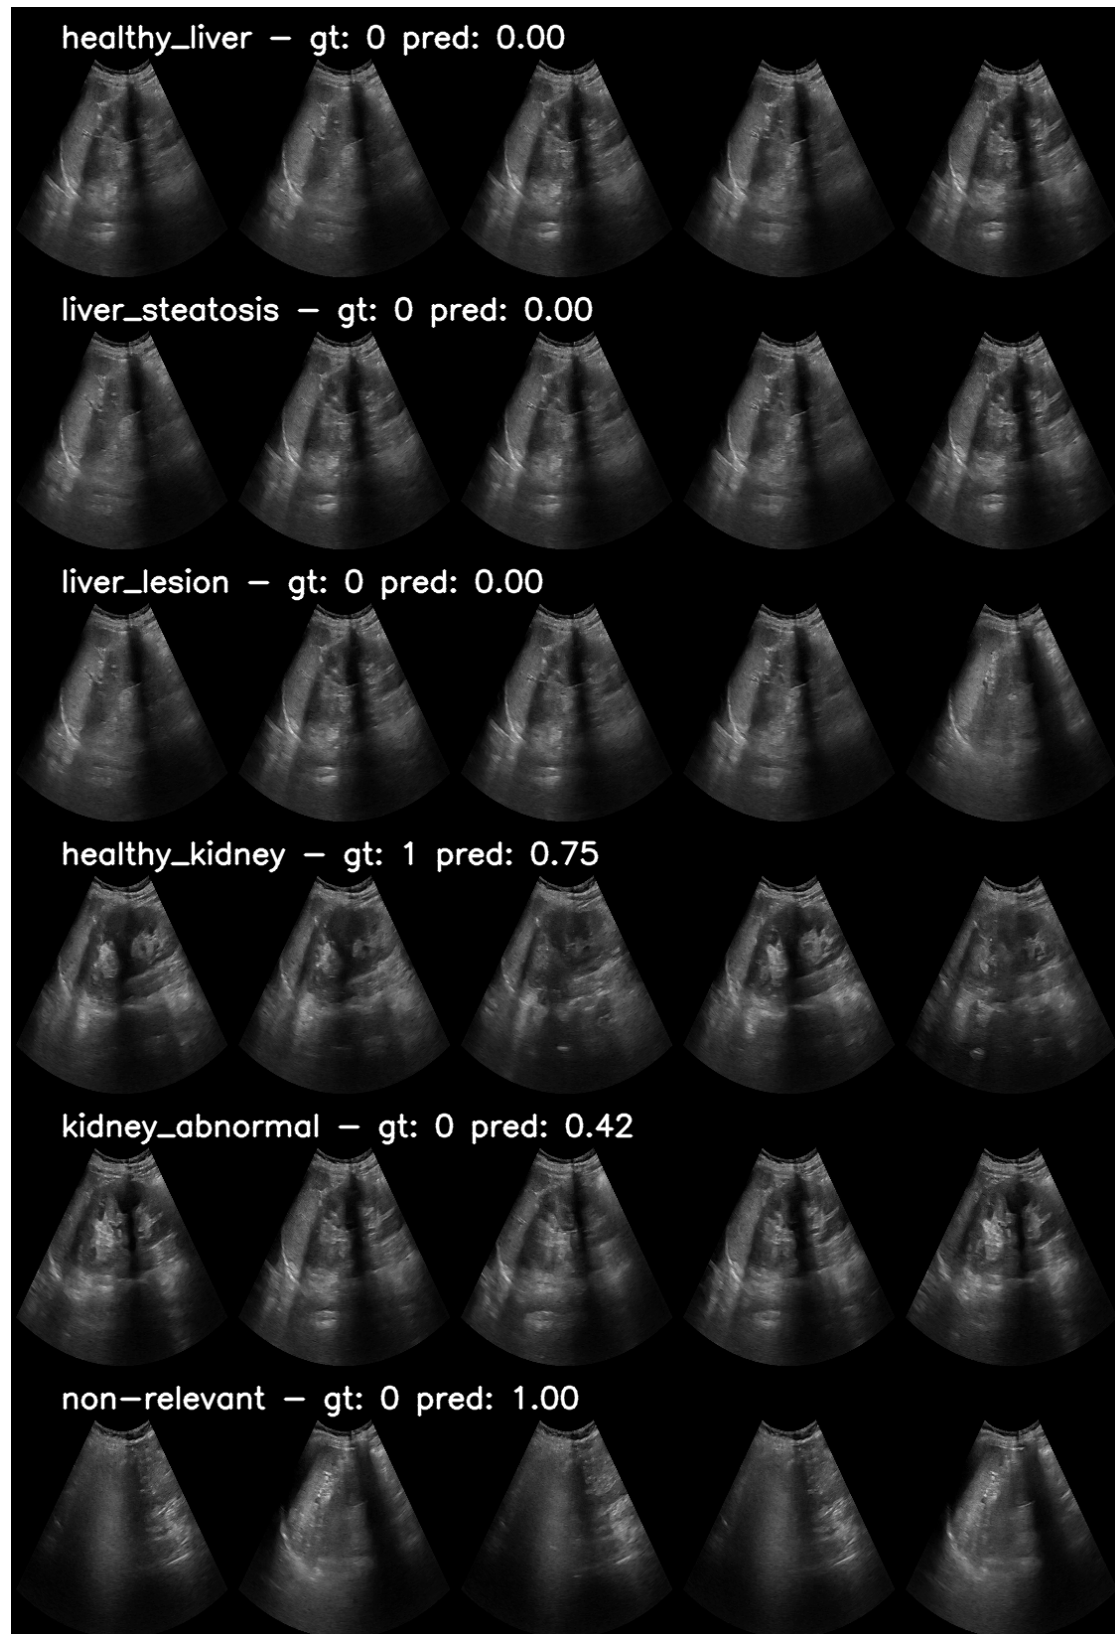 healthy_liver – gt: 0 pred: 0.00
liver_steatosis – gt: 0 pred: 0.00
liver_lesion – gt: 0 pred: 0.00
healthy_kidney – gt: 1 pred: 0.75
kidney_abnormal – gt: 0 pred: 0.42
non-relevant – gt: 0 pred: 1.00